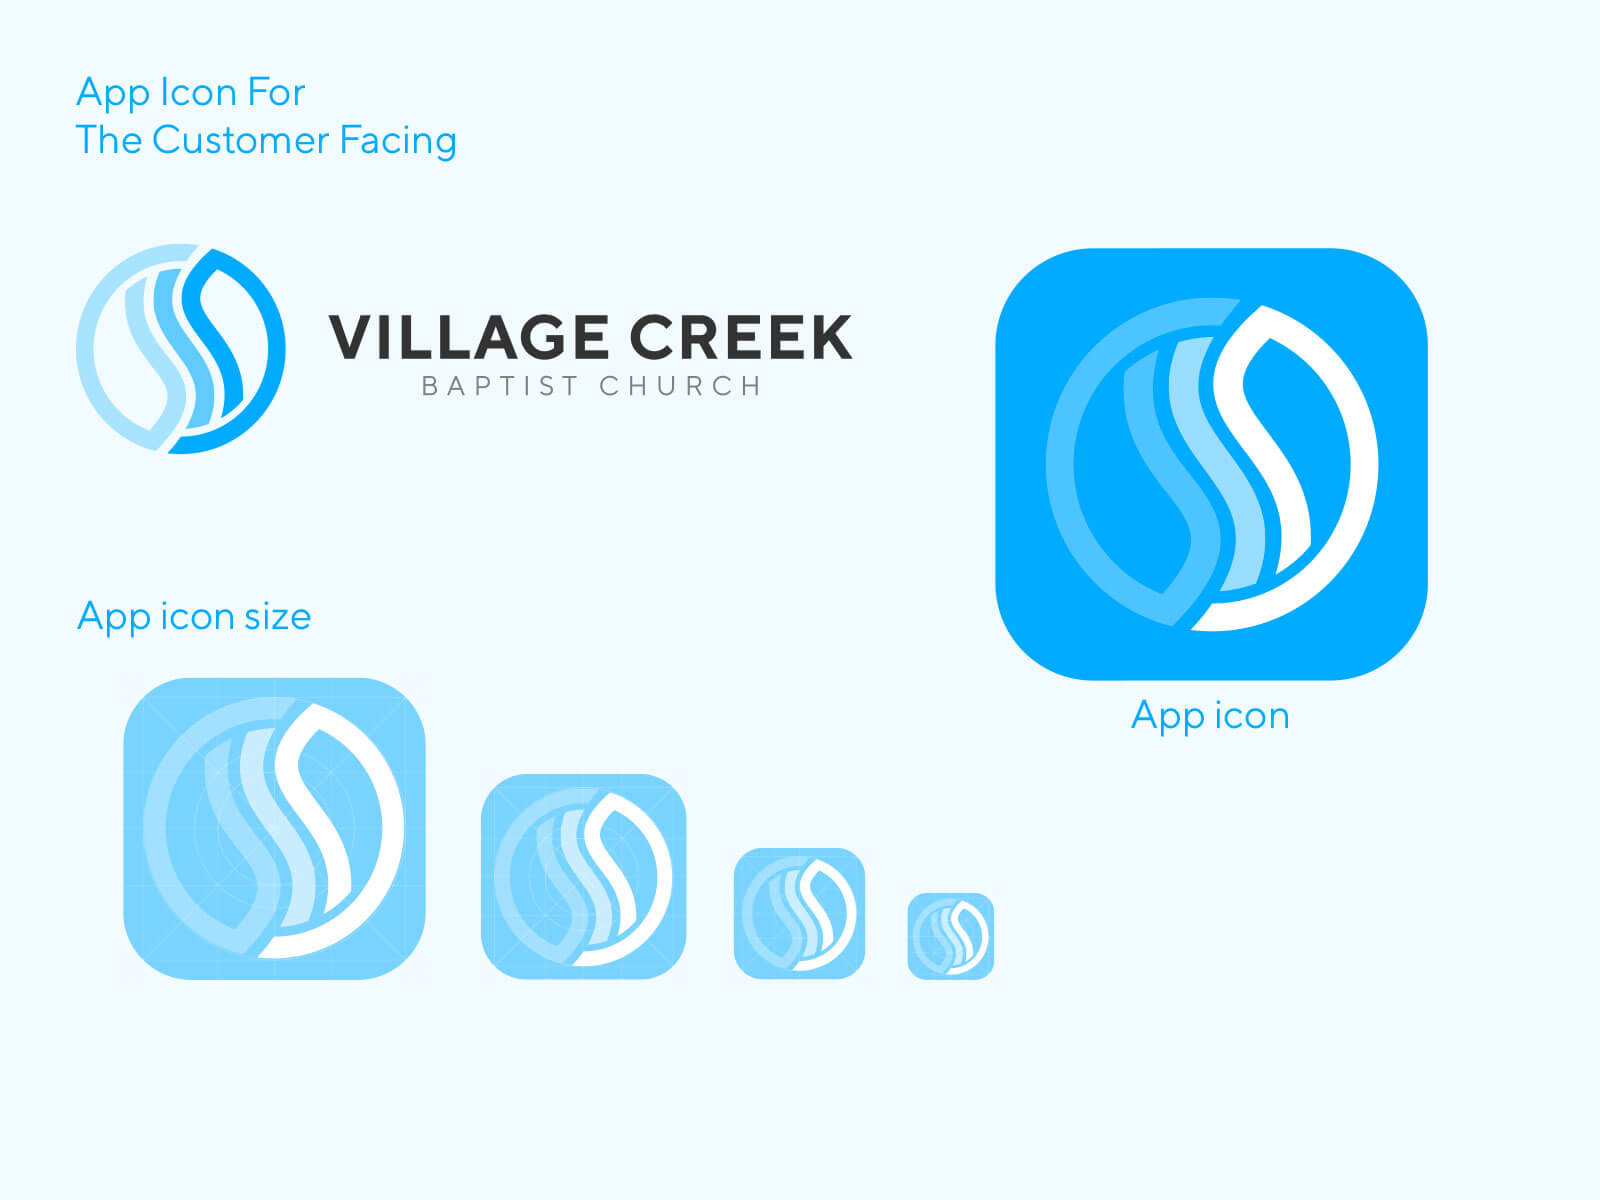 App Icon For
The Customer Facing
VILLAGE CREEK
BAPTIST CHURCH
App icon size
App icon